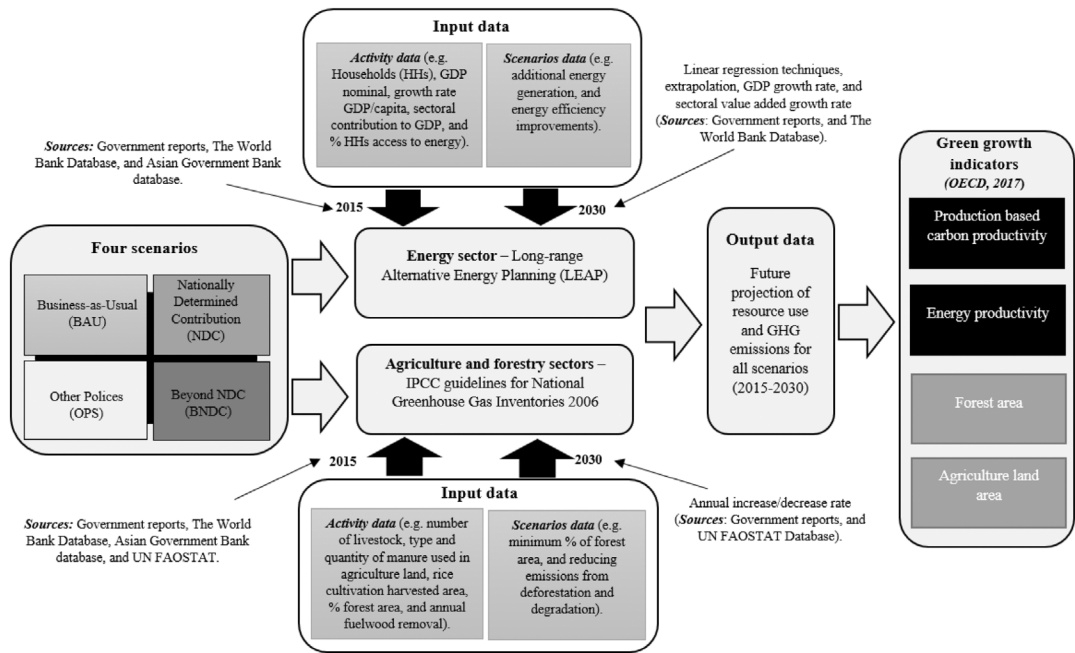 Input data
Activity data (e.g.
Households (HHs), GDP
nominal, growth rate
GDP/capita, sectoral
contribution to GDP, and
% HHs access to energy).
Scenarios data (e.g.
additional energy
generation, and
energy efficiency
improvements).
Linear regression techniques,
extrapolation, GDP growth rate, and
sectoral value added growth rate
(Sources: Government reports, and The
World Bank Database).
Sources: Government reports, The World
Bank Database, and Asian Government Bank
database.
2015
2030
Four scenarios
Business-as-Usual
(BAU)
Nationally
Determined
Contribution
(NDC)
Other Polices
(OPS)
Beyond NDC
(BNDC)
Energy sector – Long-range
Alternative Energy Planning (LEAP)
Agriculture and forestry sectors –
IPCC guidelines for National
Greenhouse Gas Inventories 2006
Output data
Future
projection of
resource use
and GHG
emissions for
all scenarios
(2015-2030)
Green growth
indicators
(OECD, 2017)
Production based
carbon productivity
Energy productivity
Forest area
Agriculture land
area
2015
2030
Sources: Government reports, The World
Bank Database, Asian Government Bank
database, and UN FAOSTAT.
Annual increase/decrease rate
(Sources: Government reports, and
UN FAOSTAT Database).
Input data
Activity data (e.g. number
of livestock, type and
quantity of manure used in
agriculture land, rice
cultivation harvested area,
% forest area, and annual
fuelwood removal).
Scenarios data (e.g.
minimum % of forest
area, and reducing
emissions from
deforestation and
degradation).